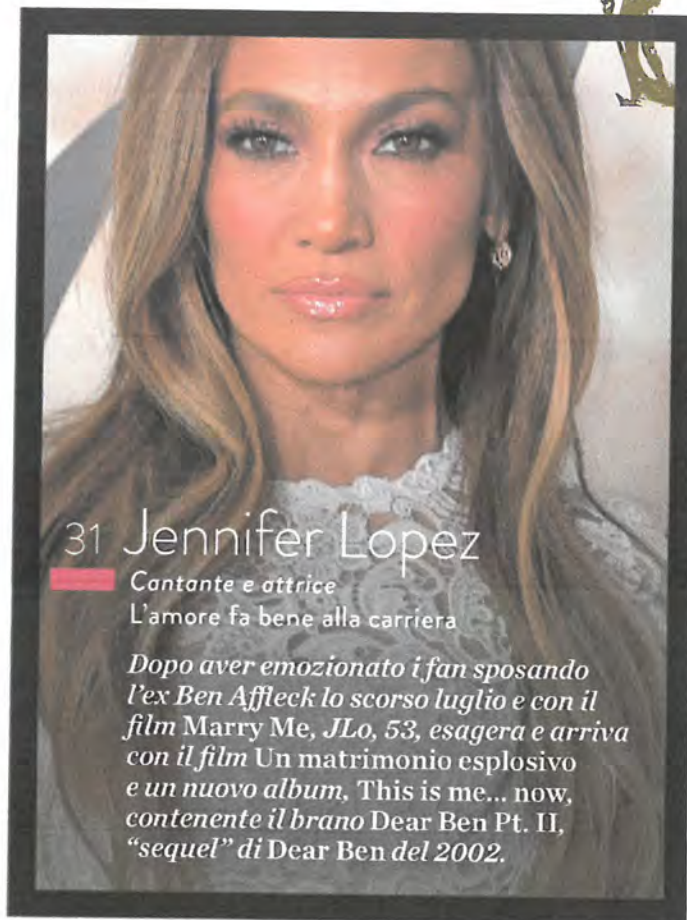 31 Jennifer Lopez
Cantante e attrice
L'amore fa bene alla carriera
Dopo aver emozionato i fan sposando
l'ex Ben Affleck lo scorso luglio e con il
film Marry Me, JLo, 53, esagera e arriva
con il film Un matrimonio esplosivo
e un nuovo album, This is me... now,
contenente il brano Dear Ben Pt. II,
"sequel" di Dear Ben del 2002.